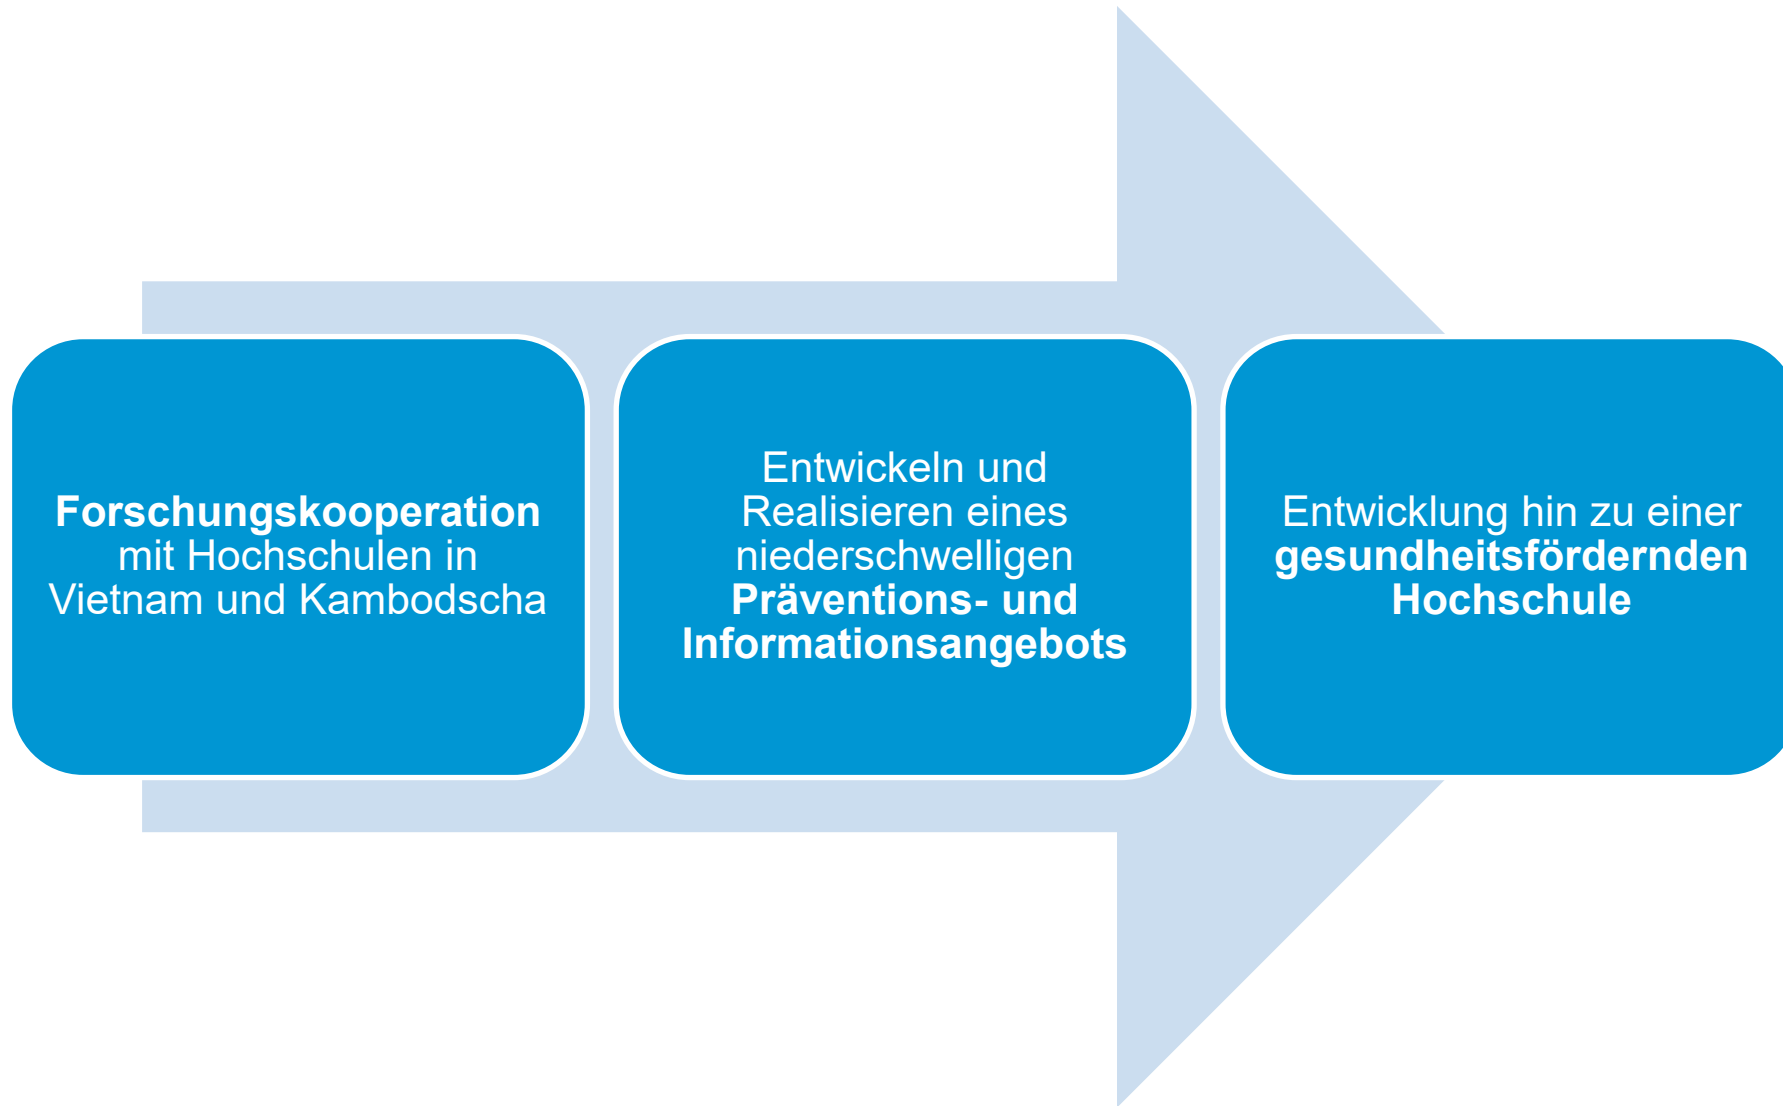 Forschungskooperation
mit Hochschulen in
Vietnam und Kambodscha
Entwickeln und
Realisieren eines
niederschwelligen
Präventions- und
Informationsangebots
Entwicklung hin zu einer
gesundheitsfördernden
Hochschule